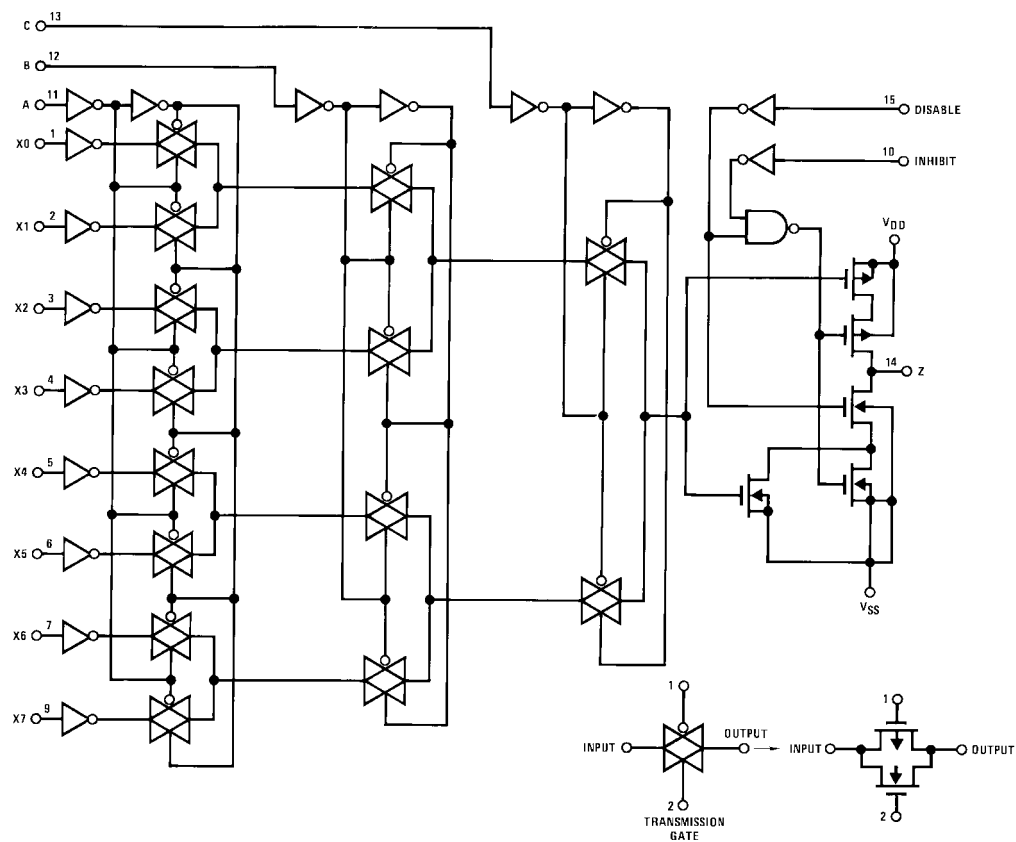 C 13
B 12
A 11
15 DISABLE
X0 1
10 INHIBIT
X1 2
VDD
X2 3
14 Z
X3 4
X4 5
X5 6
VSS
X6 7
X7 9
1
1
INPUT OUTPUT INPUT OUTPUT
2
2
TRANSMISSION
GATE